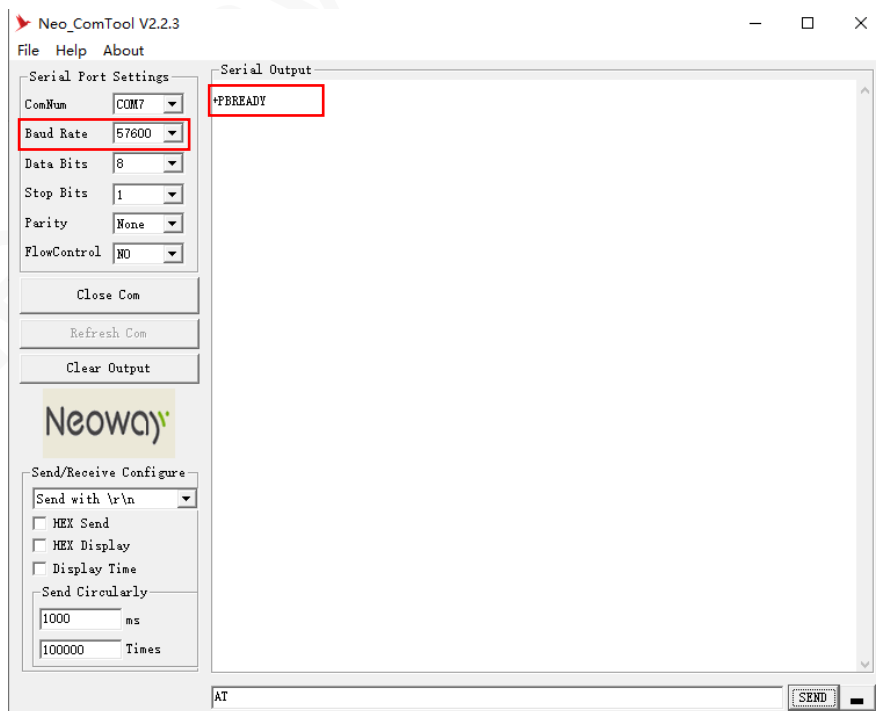 Neo_ComTool V2.2.3
File Help About
Serial Port Settings
ComNum COM7
Baud Rate 57600
Data Bits 8
Stop Bits 1
Parity None
FlowControl NO
Close Com
Refresh Com
Clear Output
Neoway
Send/Receive Configure
Send with \r\n
HEX Send
HEX Display
Display Time
Send Circularly
1000 ms
100000 Times
Serial Output
+PBREADY
AT
SEND